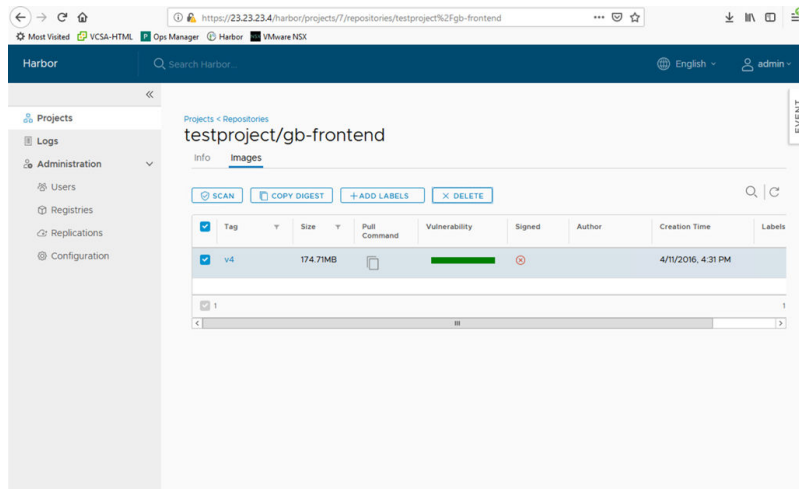 https://23.23.23.4/harbor/projects/7/repositories/testproject%2Fgb-frontend
Most Visited VCSA-HTML P Ops Manager Harbor VMware NSX
Harbor Search Harbor... English admin
Projects
Logs
Administration
Users
Registries
Replications
Configuration
Projects < Repositories
testproject/gb-frontend
Info Images
SCAN COPY DIGEST +ADD LABELS X DELETE
Tag Size Pull Command Vulnerability Signed Author Creation Time Labels
v4 174.71MB 4/11/2016, 4:31 PM
1 1
EVENT